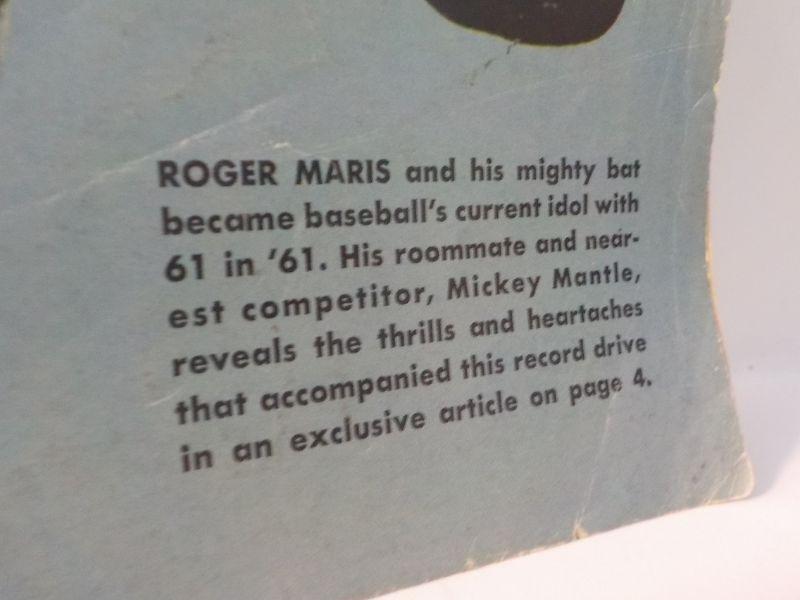 ROGER MARIS and his mighty bat
became baseball's current idol with
61 in '61. His roommate and near-
est competitor, Mickey Mantle,
reveals the thrills and heartaches
that accompanied this record drive
in an exclusive article on page 4.